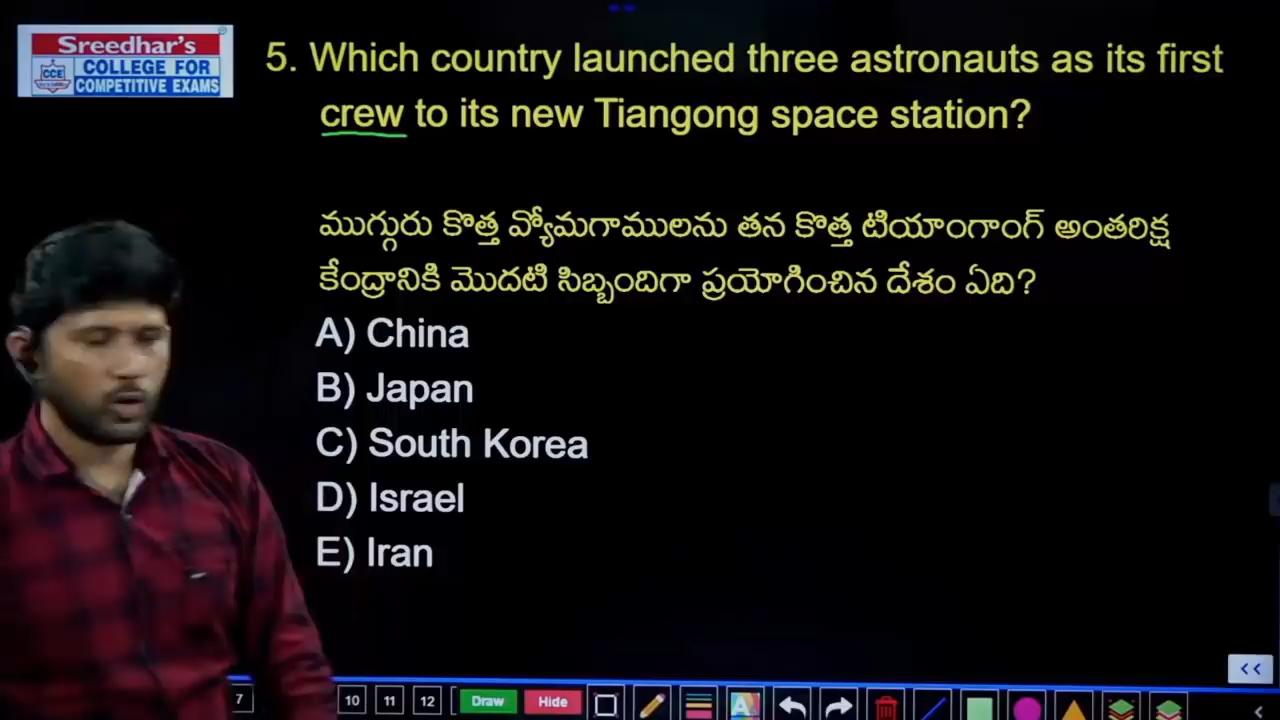 Sreedhar's
CCE
COLLEGE FOR
COMPETITIVE EXAMS
5. Which country launched three astronauts as its first
crew to its new Tiangong space station?
ముగ్గురు కొత్త వ్యోమగాములను తన కొత్త టియాంగాంగ్ అంతరిక్ష
కేంద్రానికి మొదటి సిబ్బందిగా ప్రయోగించిన దేశం ఏది?
A) China
B) Japan
C) South Korea
D) Israel
E) Iran
<<
7 10 11 12 Draw Hide A